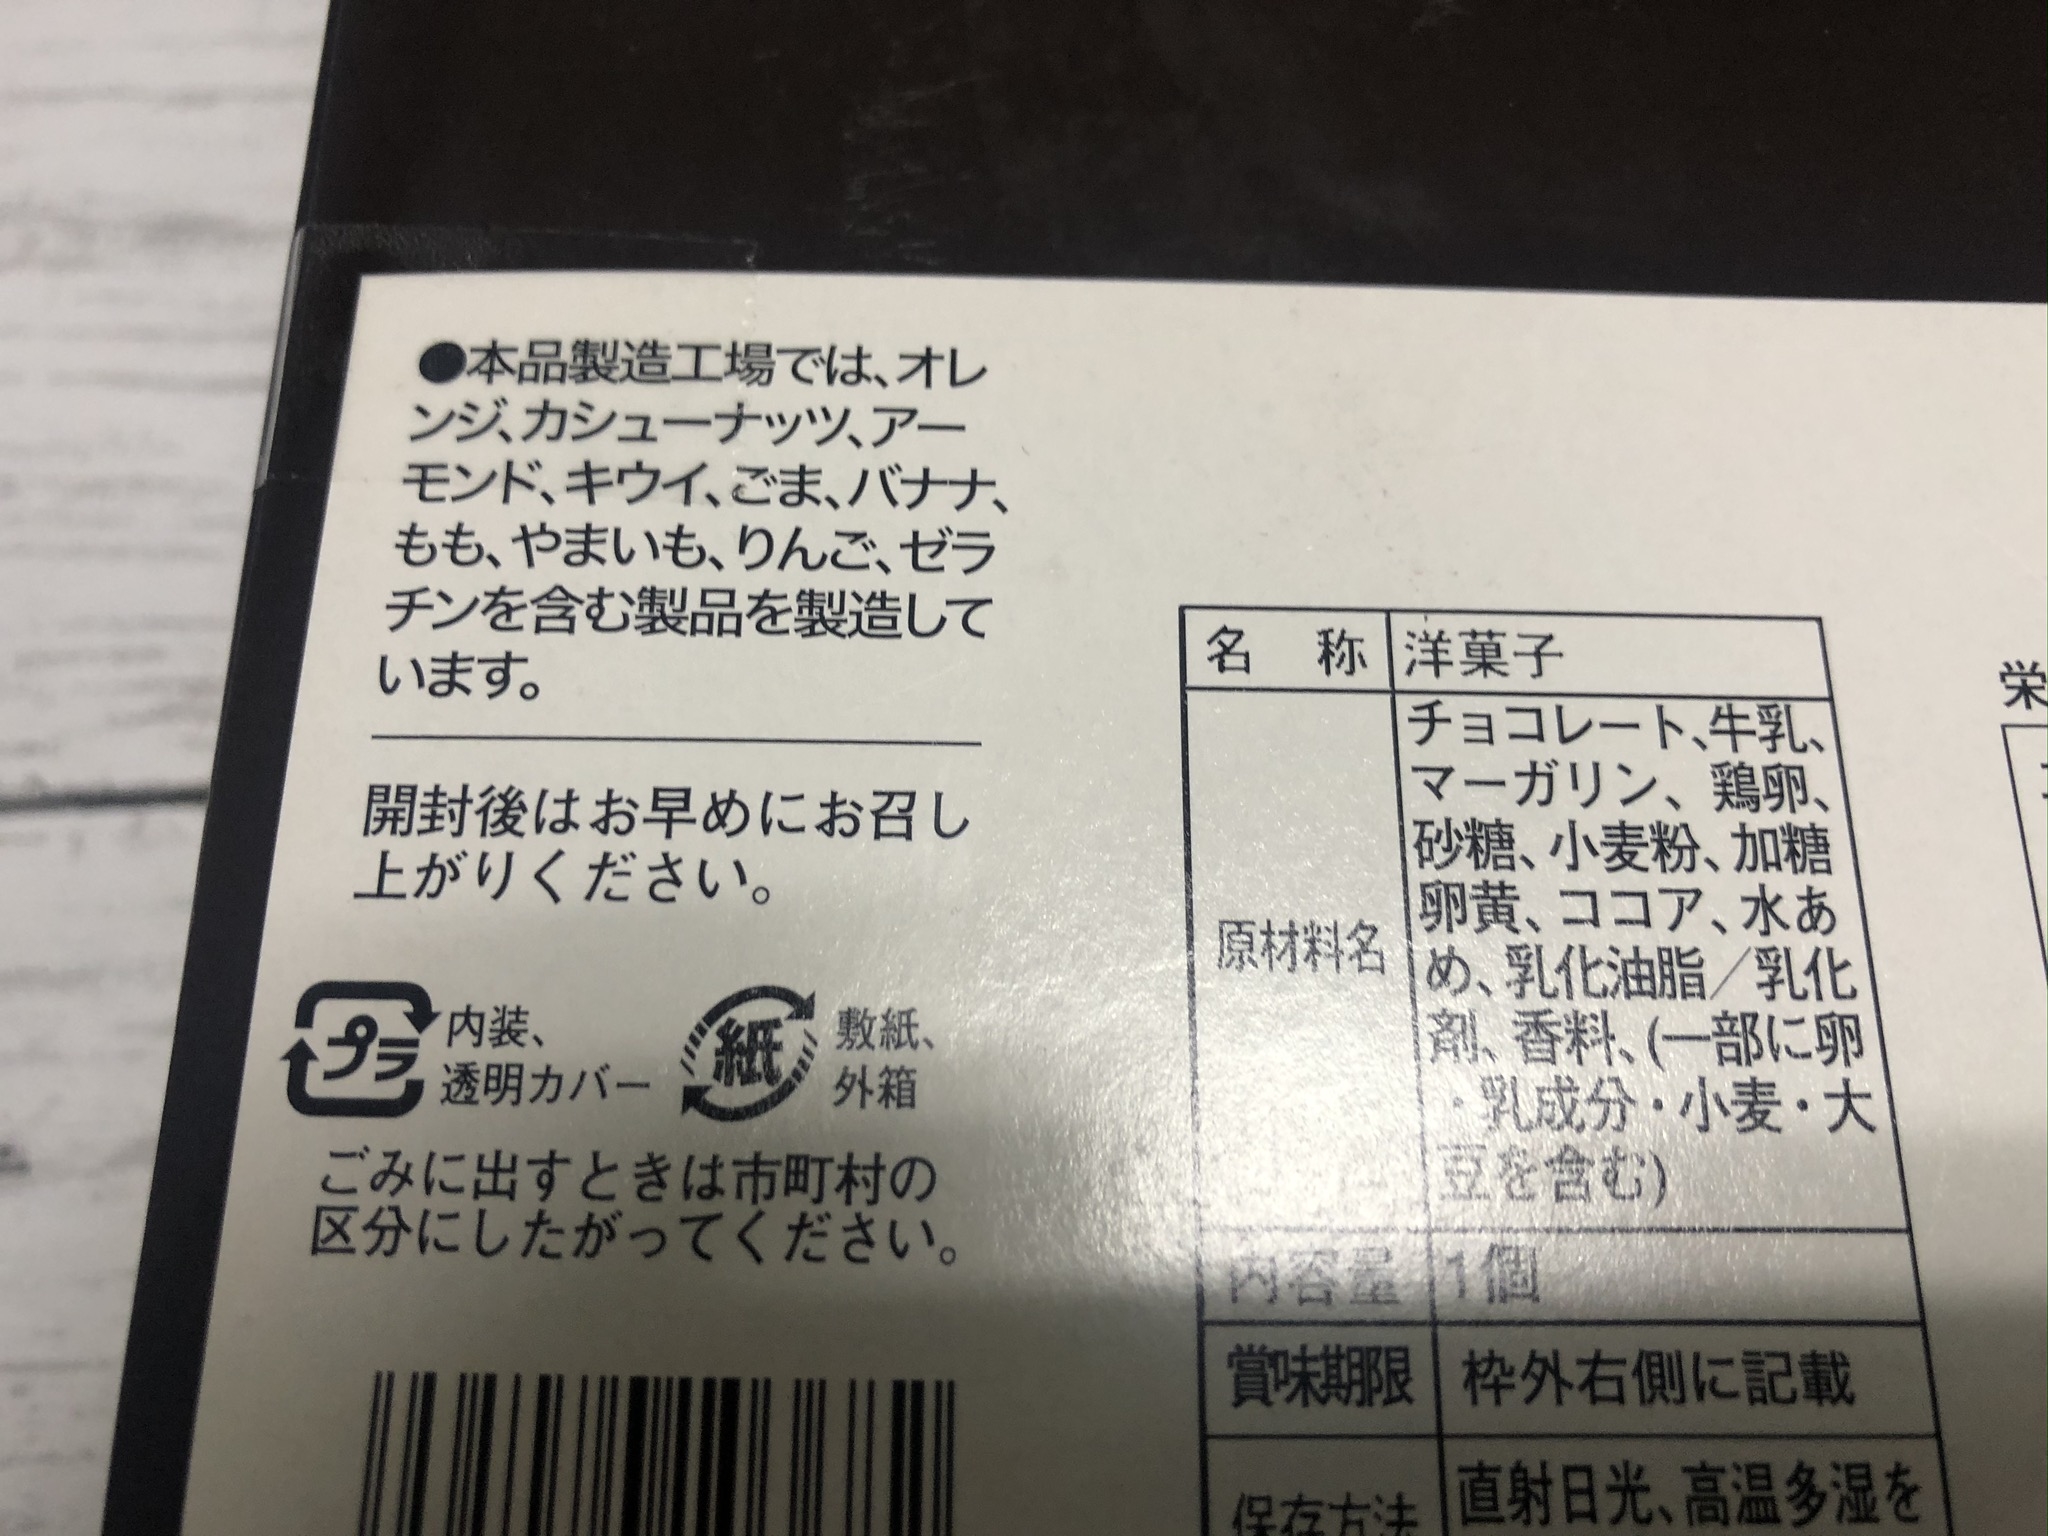 ●本品製造工場では、オレ
ンジ、カシューナッツ、アー
モンド、キウイ、ごま、バナナ、
もも、やまいも、りんご、ゼラ
チンを含む製品を製造して
います。
開封後はお早めにお召し
上がりください。
プラ
内装、
透明カバー
紙
敷紙、
外箱
ごみに出すときは市町村の
区分にしたがってください。
名 称 洋菓子
原材料名
チョコレート、牛乳、
マーガリン、鶏卵、
砂糖、小麦粉、加糖
卵黄、ココア、水あ
め、乳化油脂／乳化
剤、香料、(一部に卵
・乳成分・小麦・大
豆を含む)
内容量 1個
賞味期限 枠外右側に記載
保存方法 直射日光、高温多湿を
栄